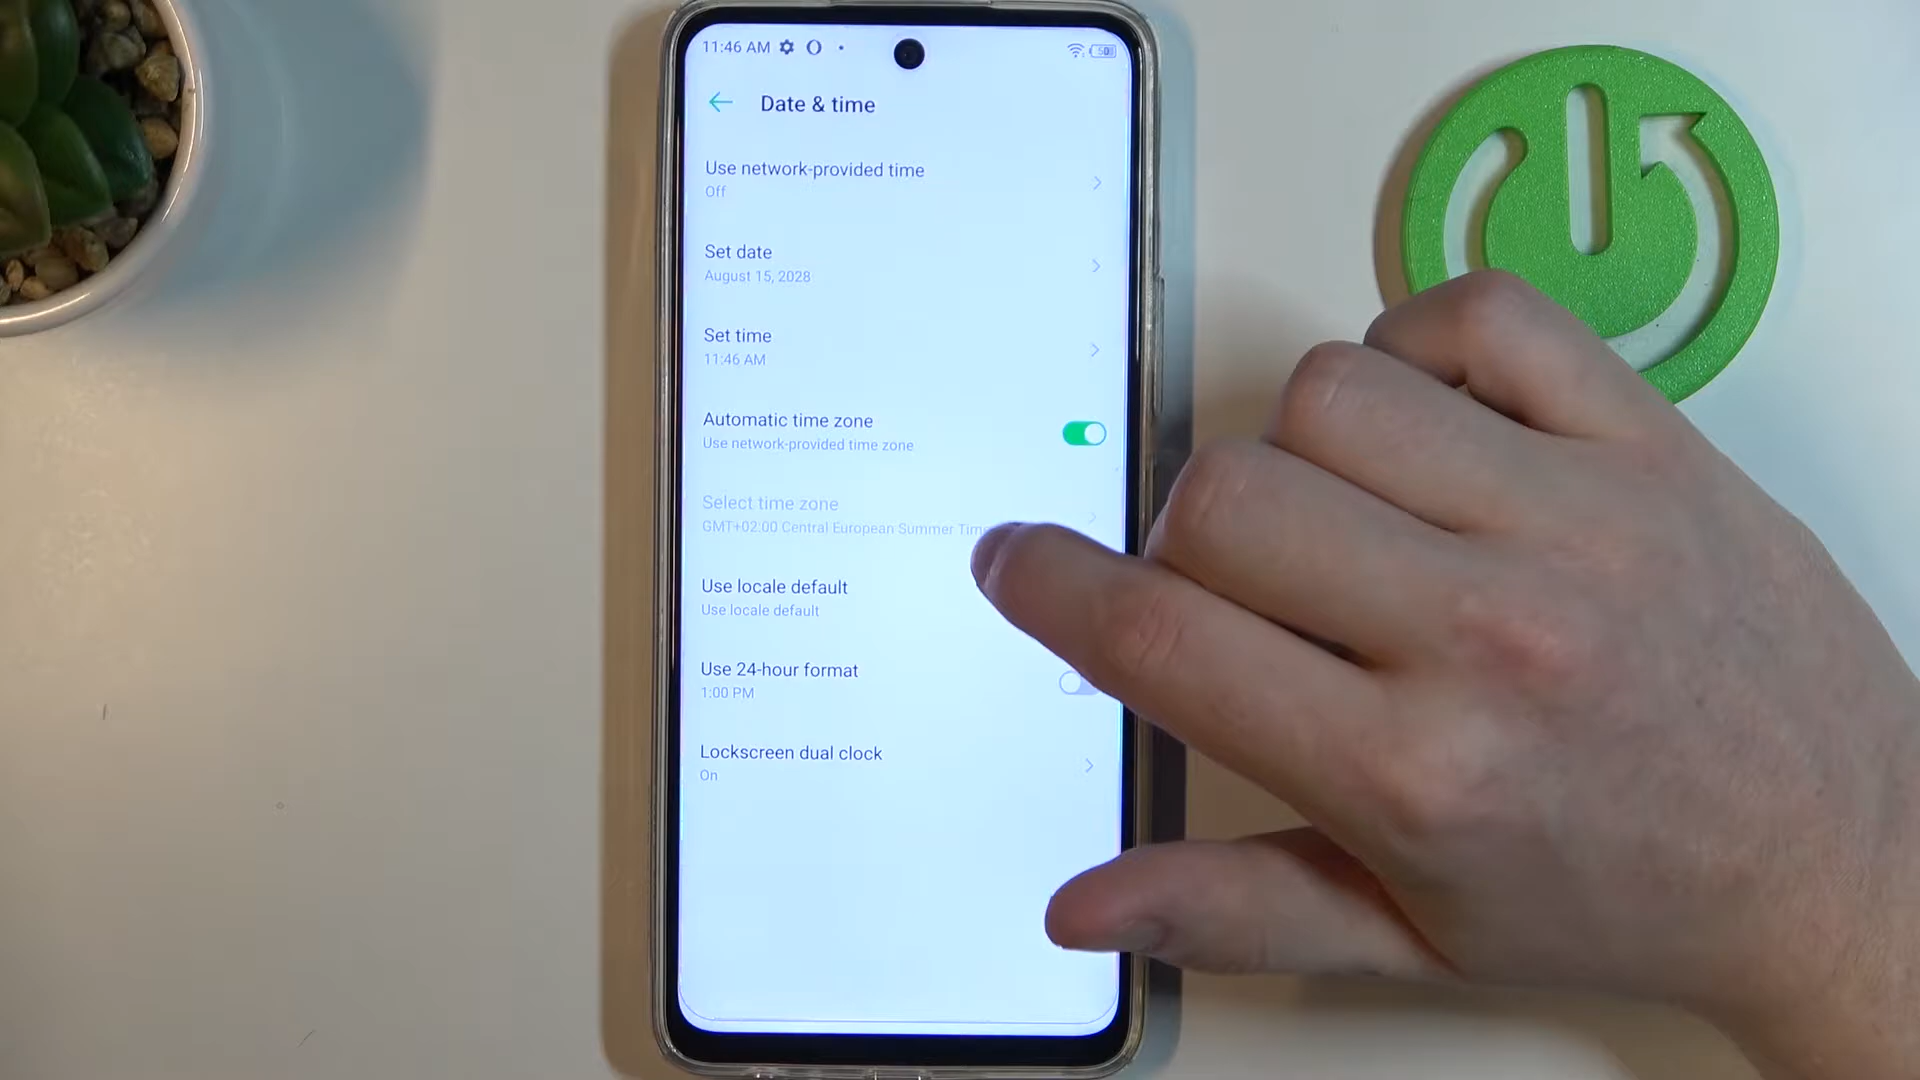 11:46 AM
50
Date & time
Use network-provided time
Off
Set date
August 15, 2028
Set time
11:46 AM
Automatic time zone
Use network-provided time zone
Select time zone
GMT+02:00 Central European Summer Time
Use locale default
Use locale default
Use 24-hour format
1:00 PM
Lockscreen dual clock
On